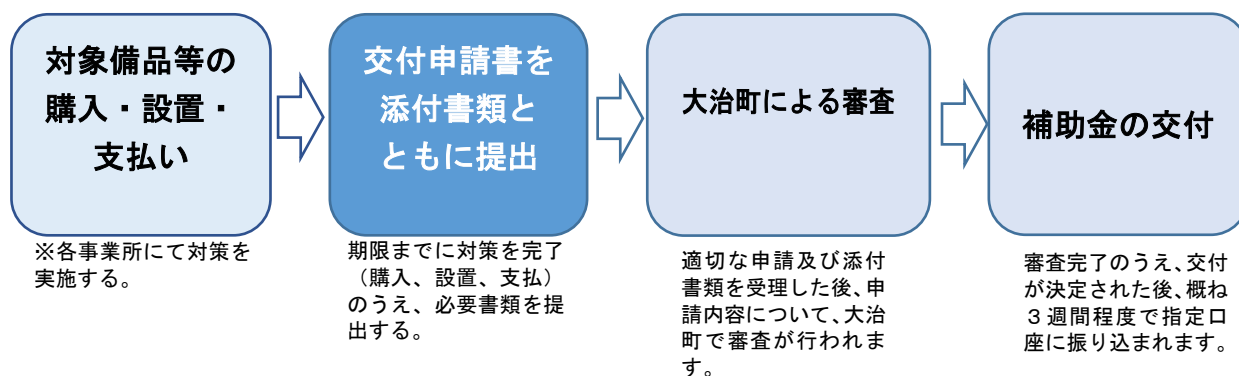 対象備品等の
購入・設置・
支払い
※各事業所にて対策を
実施する。
交付申請書を
添付書類と
ともに提出
期限までに対策を完了
（購入、設置、支払）
のうえ、必要書類を提
出する。
大治町による審査
適切な申請及び添付
書類を受理した後、申
請内容について、大治
町で審査が行われま
す。
補助金の交付
審査完了のうえ、交付
が決定された後、概ね
３週間程度で指定口
座に振り込まれます。